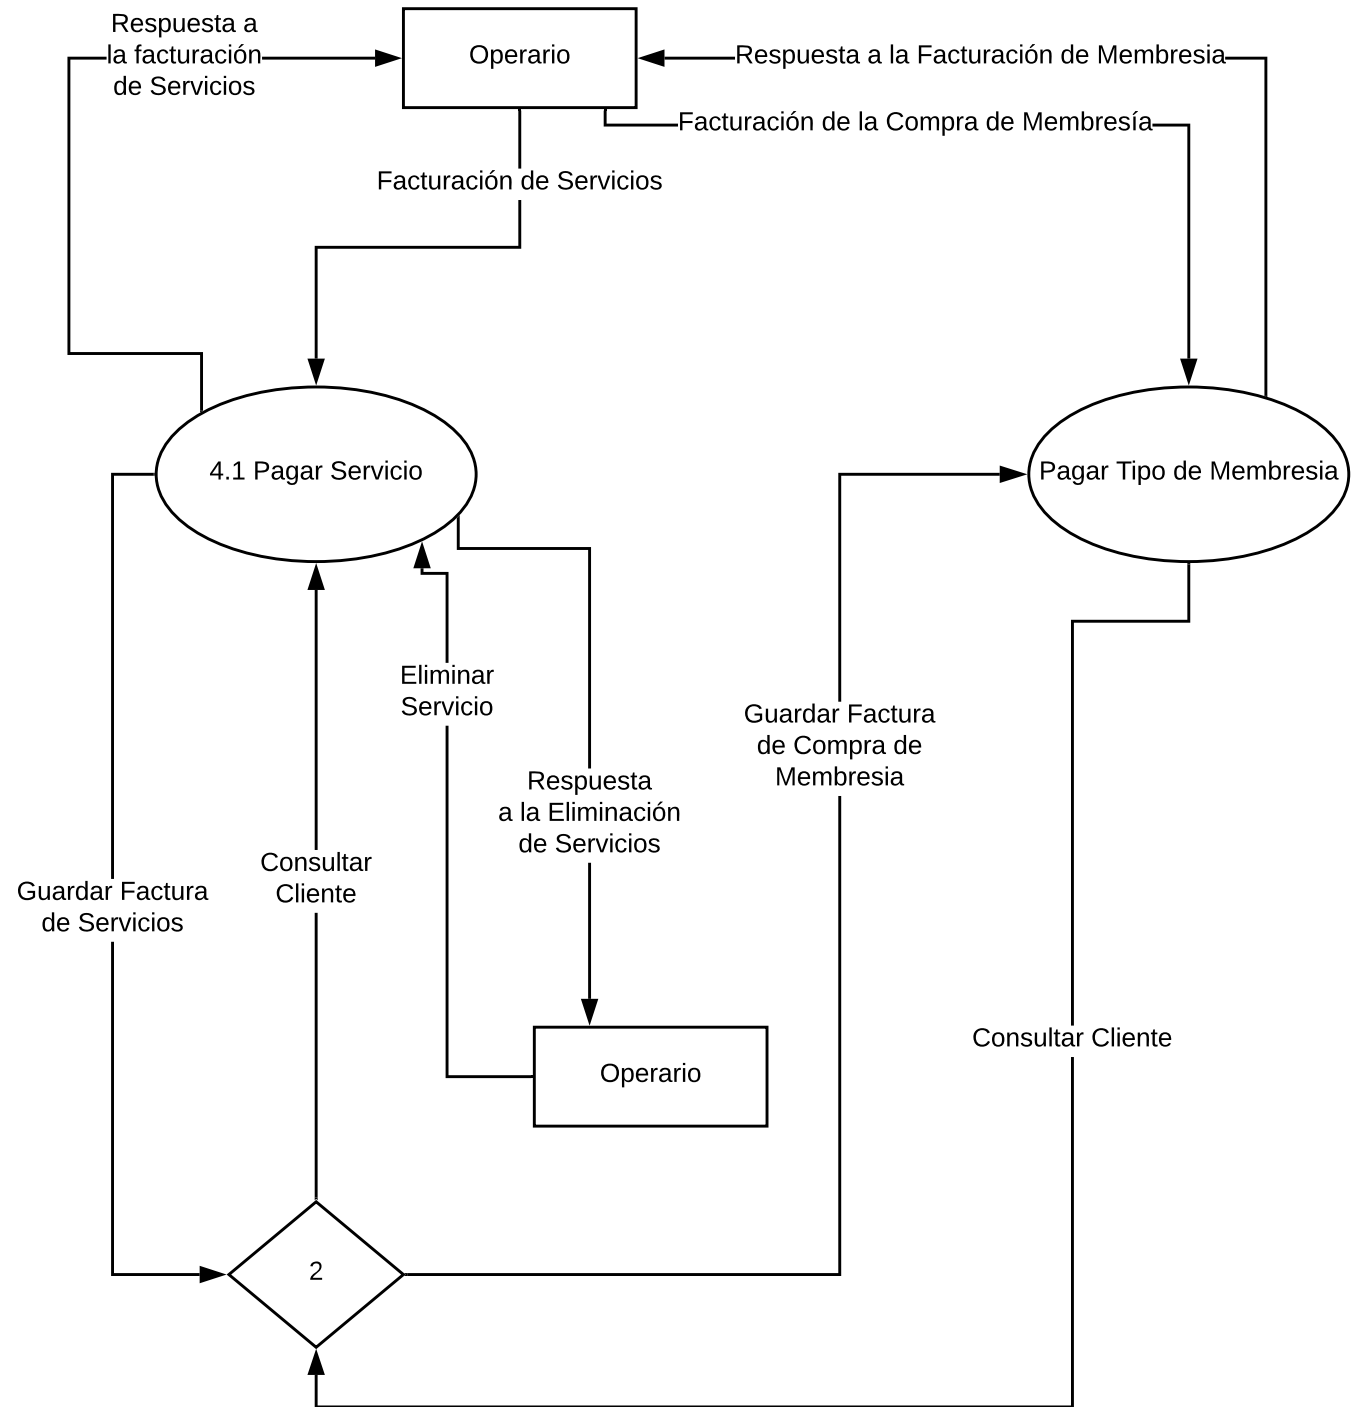 Respuesta a
la facturación
de Servicios
Operario
Respuesta a la Facturación de Membresia
Facturación de la Compra de Membresía
Facturación de Servicios
4.1 Pagar Servicio
Pagar Tipo de Membresia
Eliminar
Servicio
Guardar Factura
de Compra de
Membresia
Respuesta
a la Eliminación
de Servicios
Consultar
Cliente
Guardar Factura
de Servicios
Consultar Cliente
Operario
2